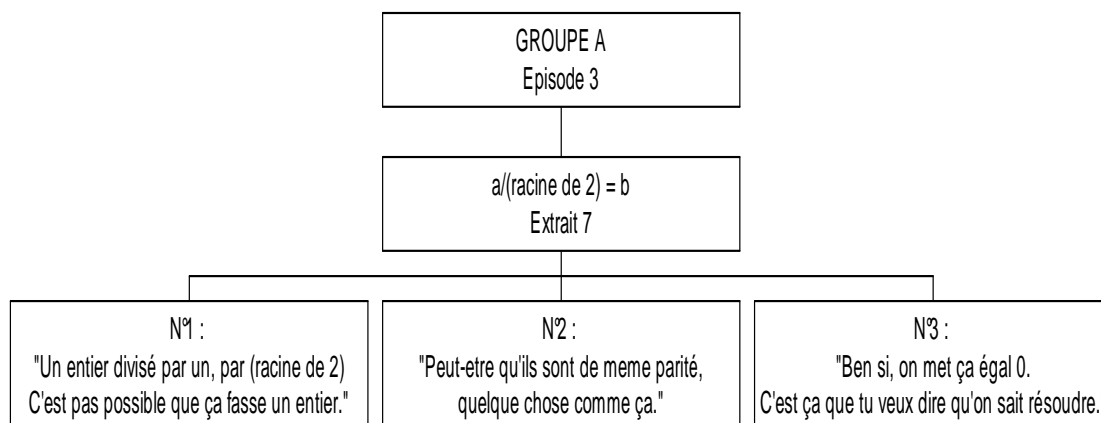 GROUPE A
Episode 3
a/(racine de 2) = b
Extrait 7
N°1 :
"Un entier divisé par un, par (racine de 2)
C'est pas possible que ça fasse un entier."
N°2 :
"Peut-etre qu'ils sont de meme parité,
quelque chose comme ça."
N°3 :
"Ben si, on met ça égal 0.
C'est ça que tu veux dire qu'on sait résoudre.